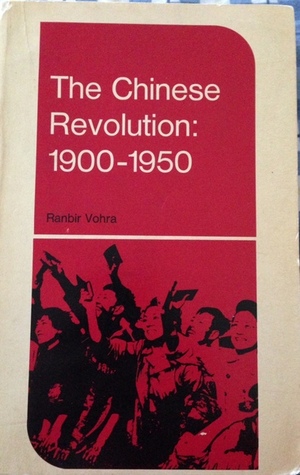 The Chinese
Revolution:
1900-1950
Ranbir Vohra